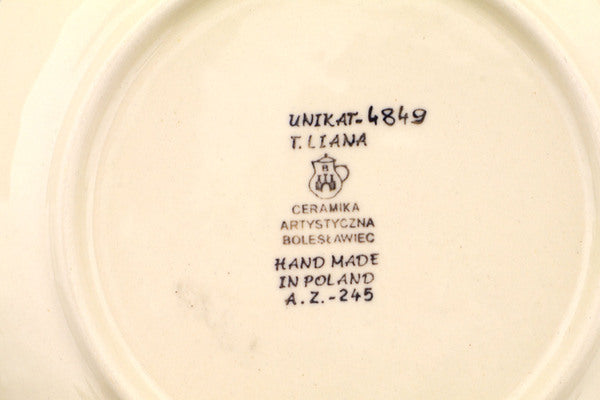 UNIKAT-4849
T. LIANA
B
CERAMIKA
ARTYSTYCZNA
BOLESŁAWIEC
HAND MADE
IN POLAND
A.Z.-245